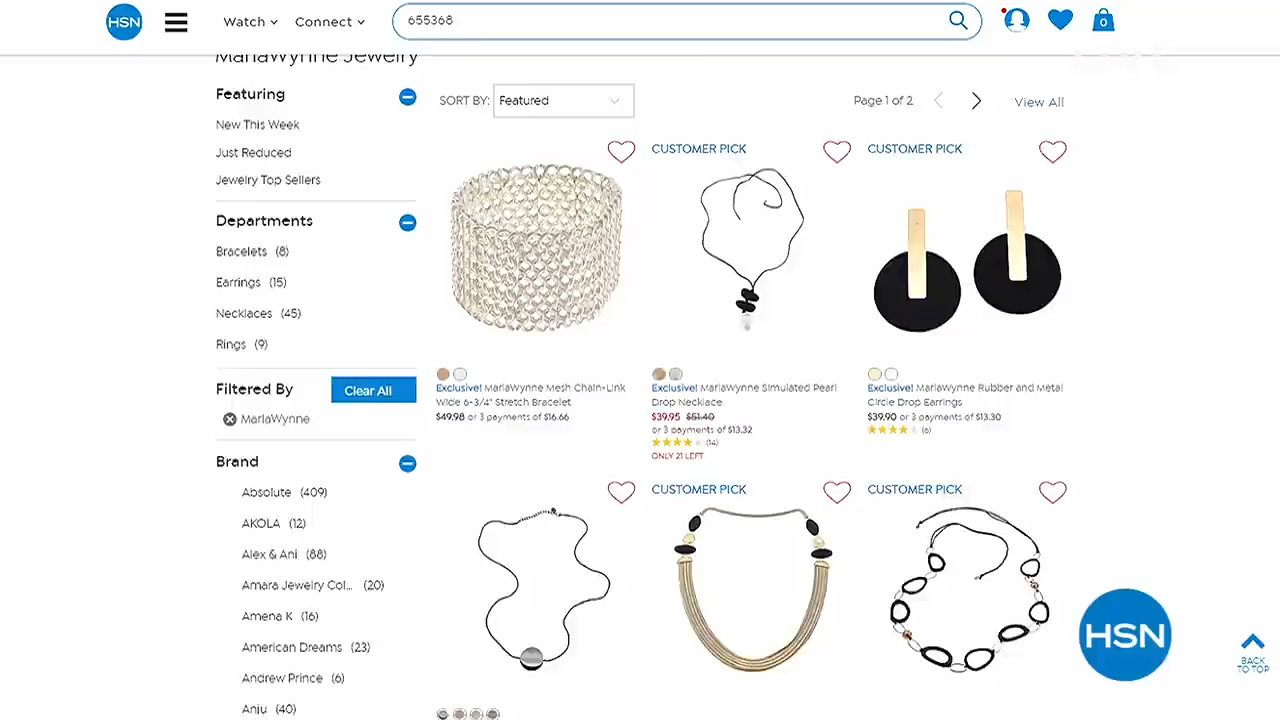 HSN
Watch
Connect
655368
0
MarlaWynne Jewelry
Featuring
New This Week
Just Reduced
Jewelry Top Sellers
Departments
Bracelets (8)
Earrings (15)
Necklaces (45)
Rings (9)
Filtered By
Clear All
MarlaWynne
Brand
Absolute (409)
AKOLA (12)
Alex & Ani (88)
Amara Jewelry Col... (20)
Amena K (16)
American Dreams (23)
Andrew Prince (6)
Anju (40)
SORT BY: Featured
Page 1 of 2
View All
Exclusive! MarlaWynne Mesh Chain-Link
Wide 6-3/4" Stretch Bracelet
$49.98 or 3 payments of $16.66
CUSTOMER PICK
Exclusive! MarlaWynne Simulated Pearl
Drop Necklace
$39.95 $51.40
or 3 payments of $13.32
(14)
ONLY 21 LEFT
CUSTOMER PICK
Exclusive! MarlaWynne Rubber and Metal
Circle Drop Earrings
$39.90 or 3 payments of $13.30
(6)
CUSTOMER PICK
CUSTOMER PICK
HSN
BACK
TO TOP